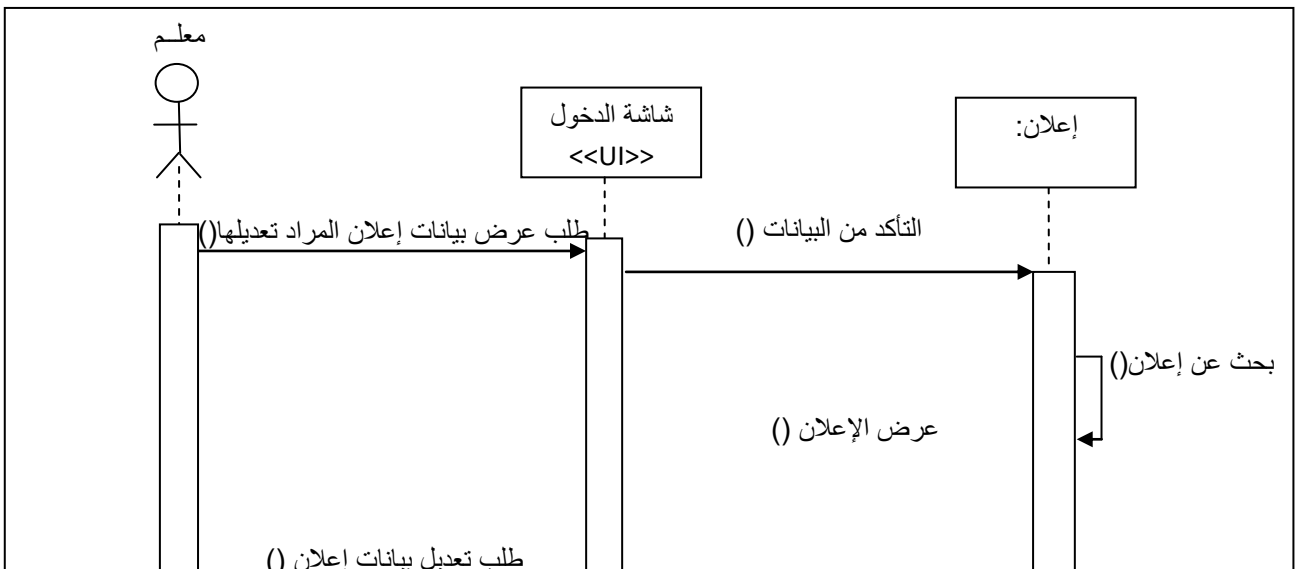 معلــم
شاشة الدخول
<<UI>>
إعلان:
طلب عرض بيانات إعلان المراد تعديلها()
التأكد من البيانات ()
بحث عن إعلان()
عرض الإعلان ()
طلب تعديل بيانات إعلان ()